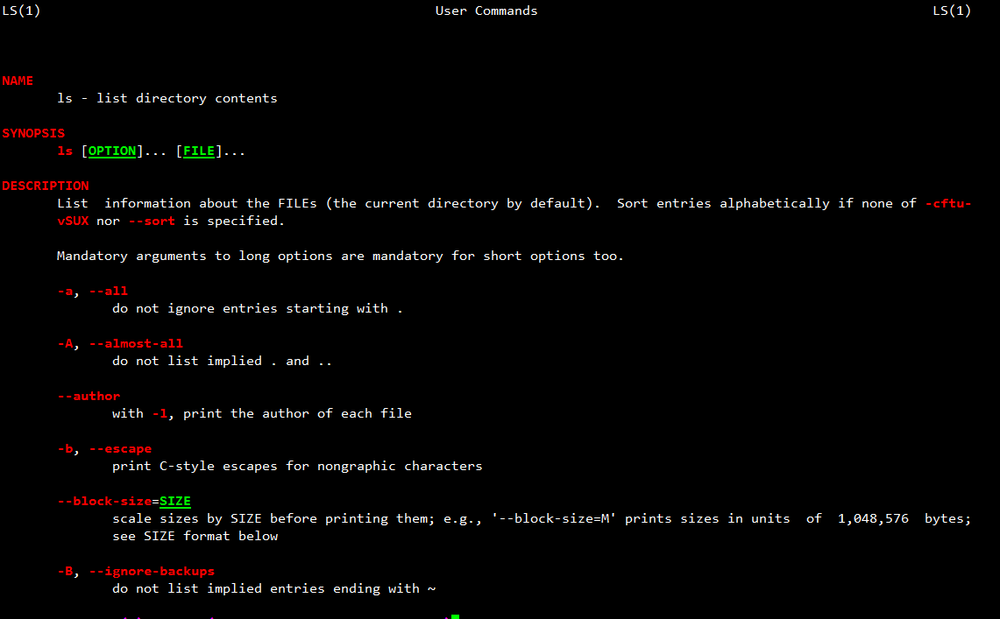 LS(1) User Commands LS(1)
NAME
ls - list directory contents
SYNOPSIS
ls [OPTION]... [FILE]...
DESCRIPTION
List  information about the FILEs (the current directory by default).  Sort entries alphabetically if none of -cftu-
vSUX nor --sort is specified.
Mandatory arguments to long options are mandatory for short options too.
-a, --all
do not ignore entries starting with .
-A, --almost-all
do not list implied . and ..
--author
with -l, print the author of each file
-b, --escape
print C-style escapes for nongraphic characters
--block-size=SIZE
scale sizes by SIZE before printing them; e.g., '--block-size=M' prints sizes in units  of  1,048,576  bytes;
see SIZE format below
-B, --ignore-backups
do not list implied entries ending with ~